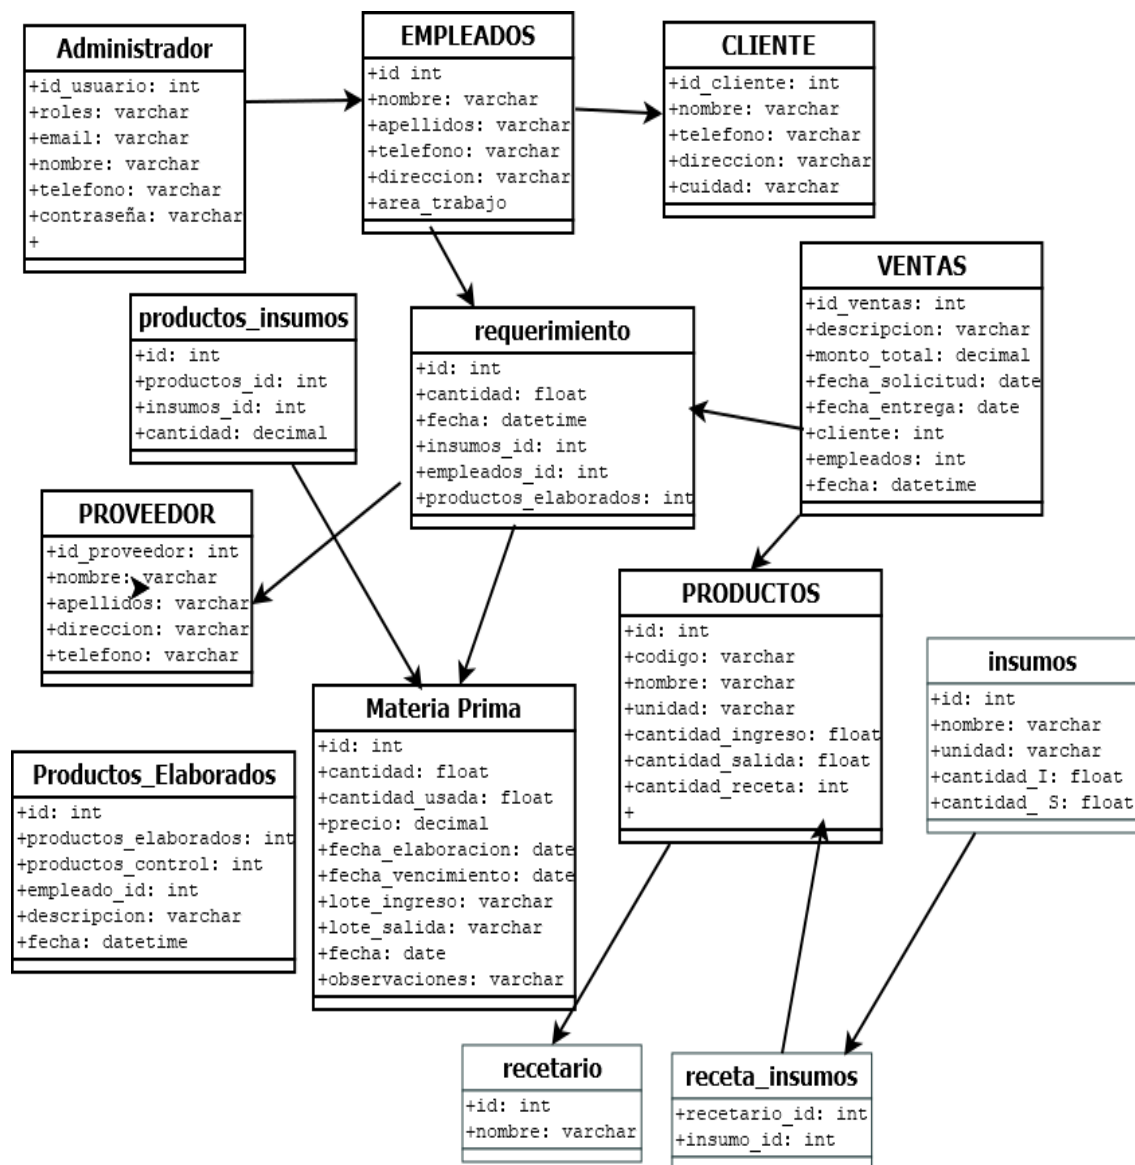 Administrador
+id_usuario: int
+roles: varchar
+email: varchar
+nombre: varchar
+telefono: varchar
+contraseña: varchar
+
EMPLEADOS
+id int
+nombre: varchar
+apellidos: varchar
+telefono: varchar
+direccion: varchar
+area_trabajo
CLIENTE
+id_cliente: int
+nombre: varchar
+telefono: varchar
+direccion: varchar
+cuidad: varchar
productos_insumos
+id: int
+productos_id: int
+insumos_id: int
+cantidad: decimal
requerimiento
+id: int
+cantidad: float
+fecha: datetime
+insumos_id: int
+empleados_id: int
+productos_elaborados: int
VENTAS
+id_ventas: int
+descripcion: varchar
+monto_total: decimal
+fecha_solicitud: date
+fecha_entrega: date
+cliente: int
+empleados: int
+fecha: datetime
PROVEEDOR
+id_proveedor: int
+nombre: varchar
+apellidos: varchar
+direccion: varchar
+telefono: varchar
Materia Prima
+id: int
+cantidad: float
+cantidad_usada: float
+precio: decimal
+fecha_elaboracion: date
+fecha_vencimiento: date
+lote_ingreso: varchar
+lote_salida: varchar
+fecha: date
+observaciones: varchar
PRODUCTOS
+id: int
+codigo: varchar
+nombre: varchar
+unidad: varchar
+cantidad_ingreso: float
+cantidad_salida: float
+cantidad_receta: int
+
insumos
+id: int
+nombre: varchar
+unidad: varchar
+cantidad_I: float
+cantidad_ S: float
Productos_Elaborados
+id: int
+productos_elaborados: int
+productos_control: int
+empleado_id: int
+descripcion: varchar
+fecha: datetime
recetario
+id: int
+nombre: varchar
receta_insumos
+recetario_id: int
+insumo_id: int